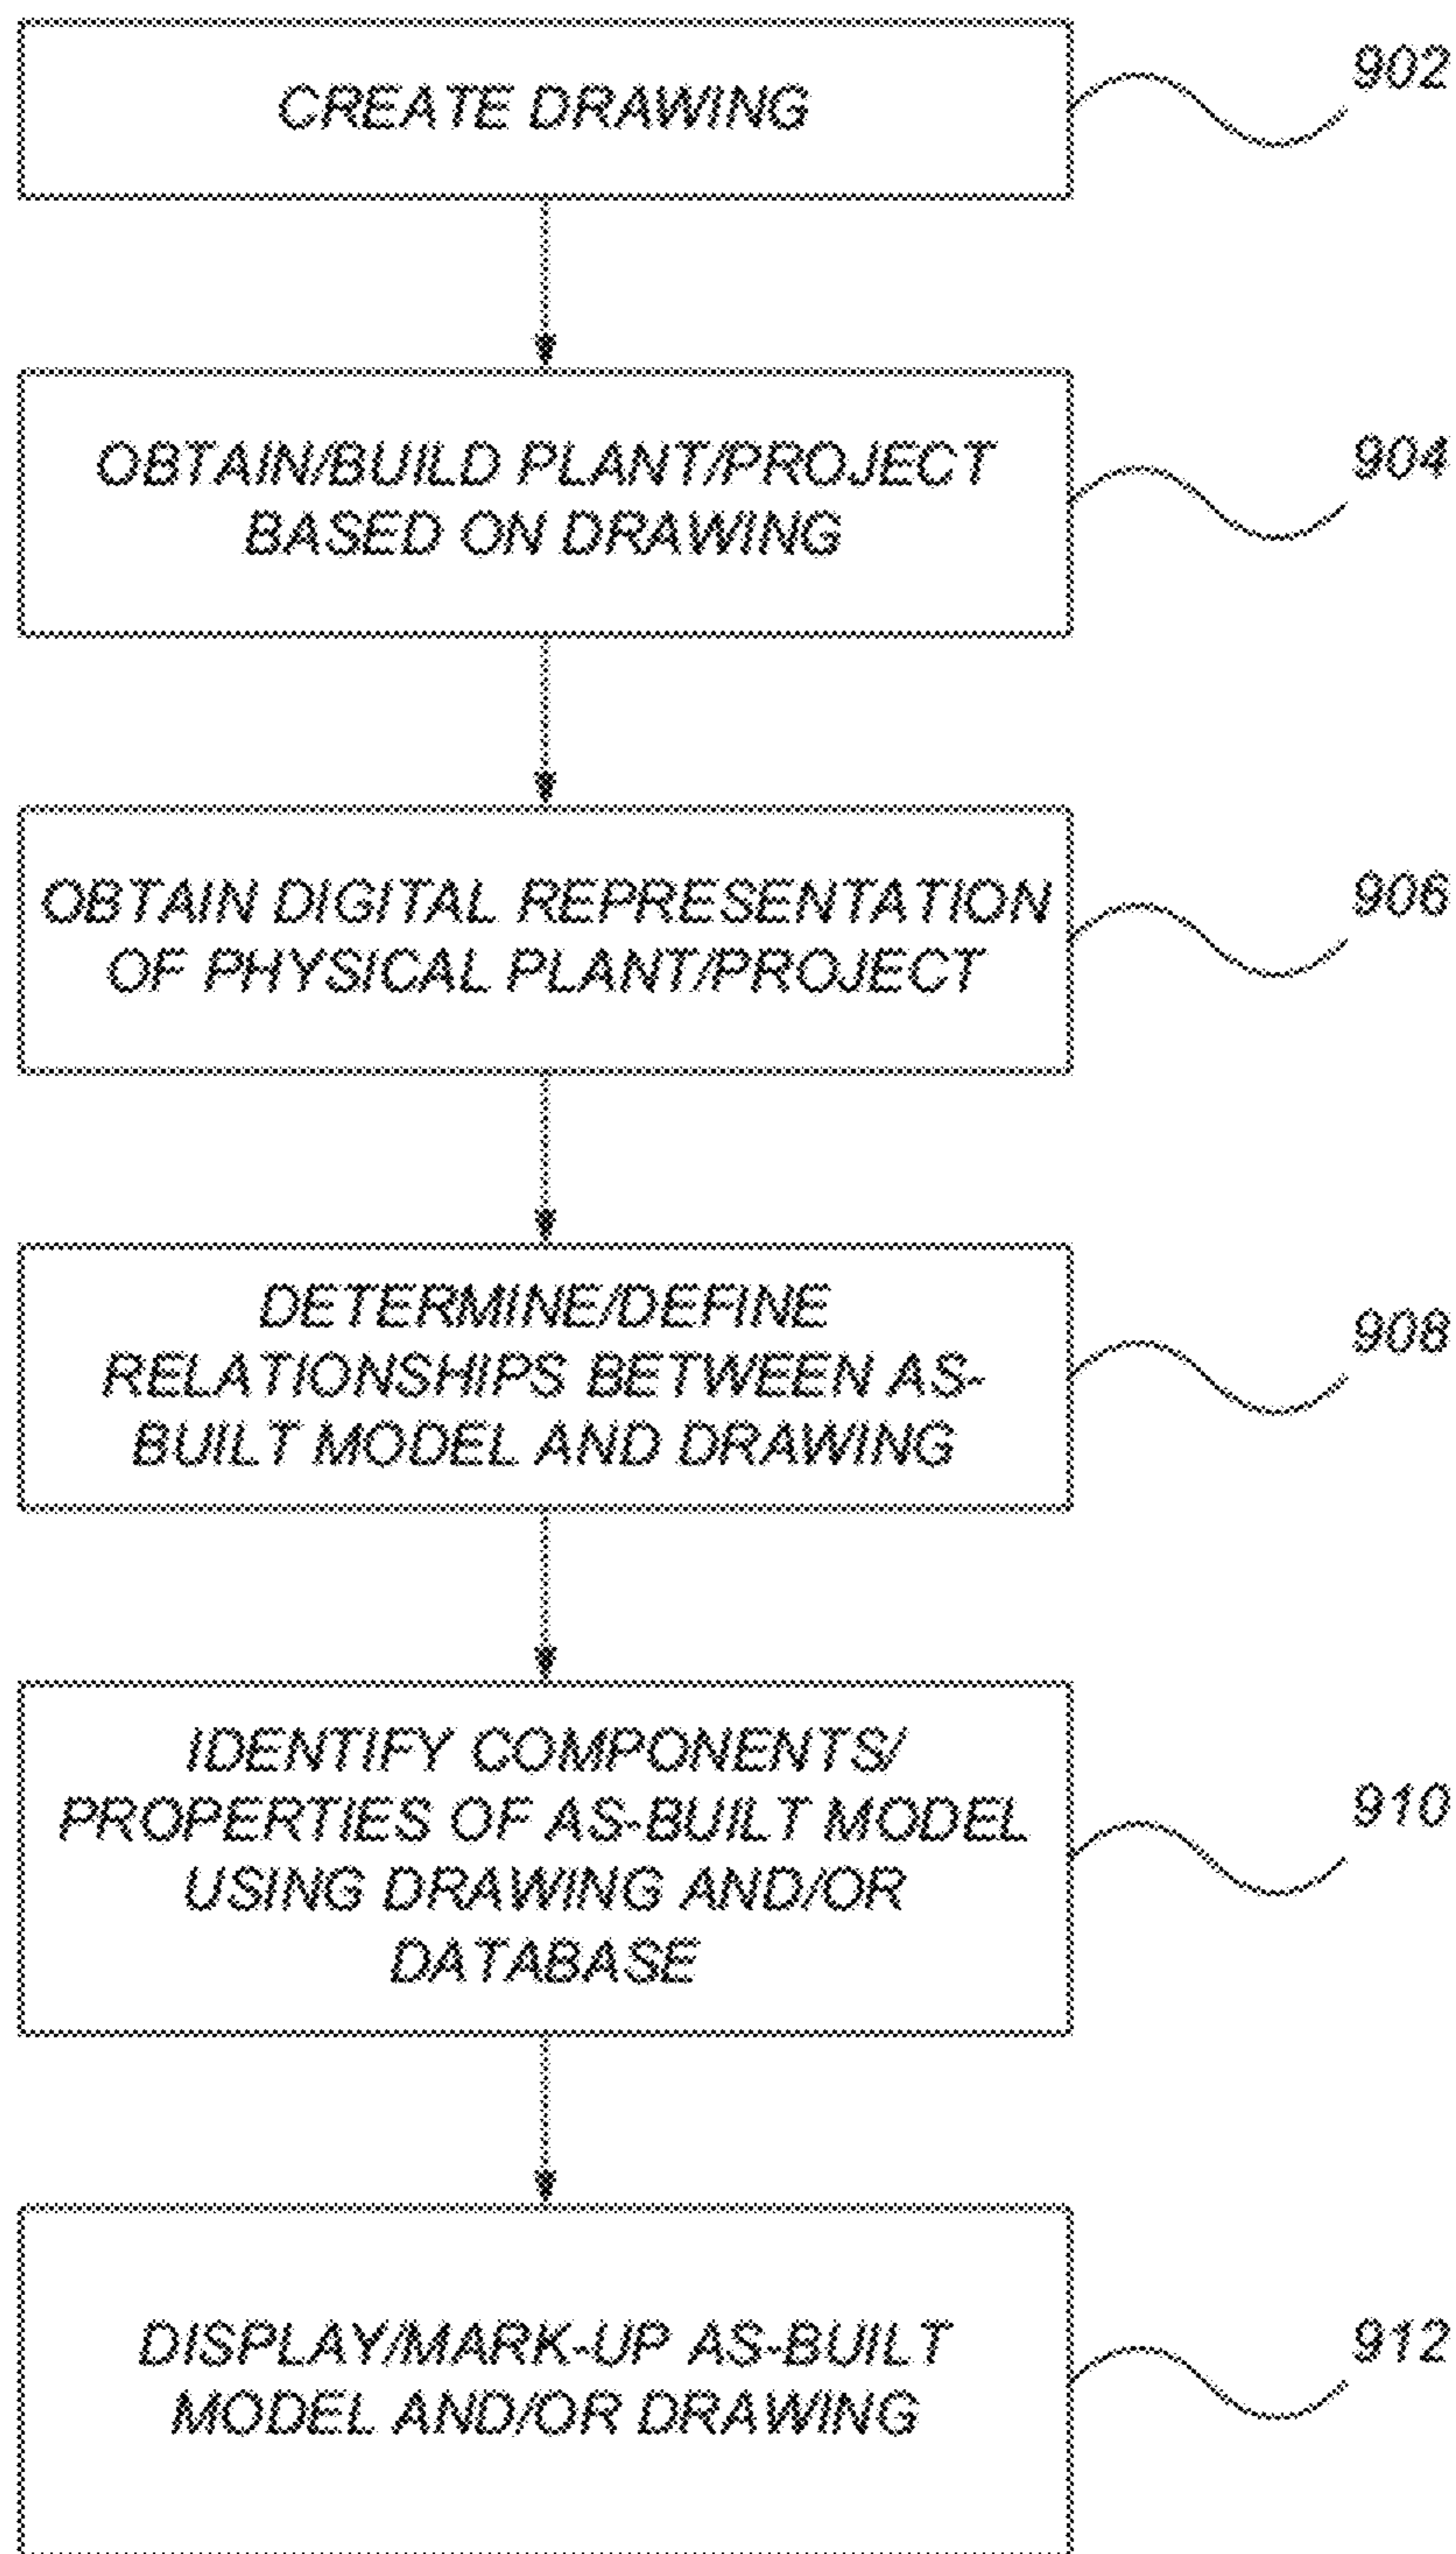 CREATE DRAWING
902
OBTAIN/BUILD PLANT/PROJECT
BASED ON DRAWING
904
OBTAIN DIGITAL REPRESENTATION
OF PHYSICAL PLANT/PROJECT
906
DETERMINE/DEFINE
RELATIONSHIPS BETWEEN AS-
BUILT MODEL AND DRAWING
908
IDENTIFY COMPONENTS/
PROPERTIES OF AS-BUILT MODEL
USING DRAWING AND/OR
DATABASE
910
DISPLAY/MARK-UP AS-BUILT
MODEL AND/OR DRAWING
912